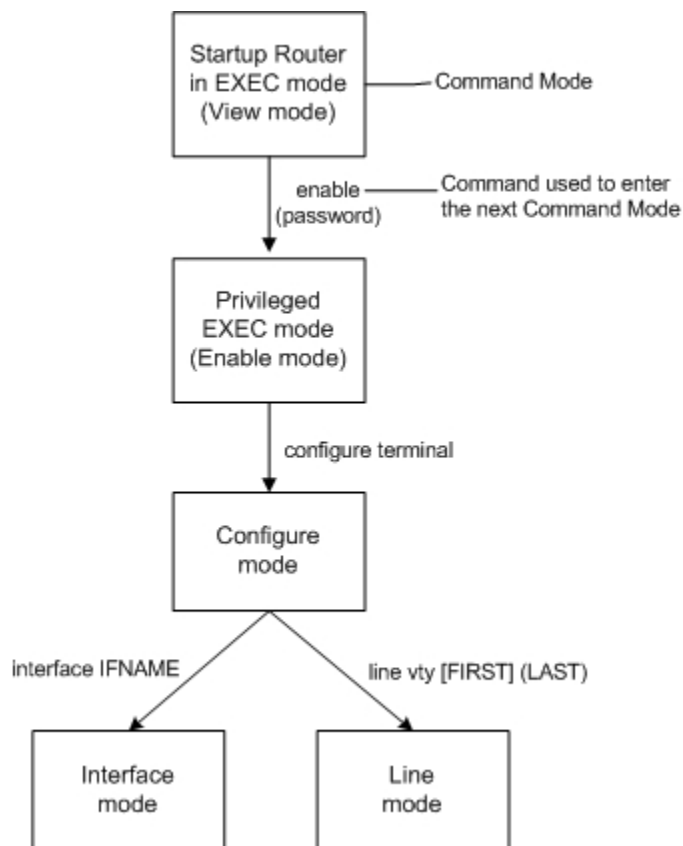 Startup Router
in EXEC mode
(View mode)
Command Mode
enable
(password)
Command used to enter
the next Command Mode
Privileged
EXEC mode
(Enable mode)
configure terminal
Configure
mode
interface IFNAME
line vty [FIRST] (LAST)
Interface
mode
Line
mode